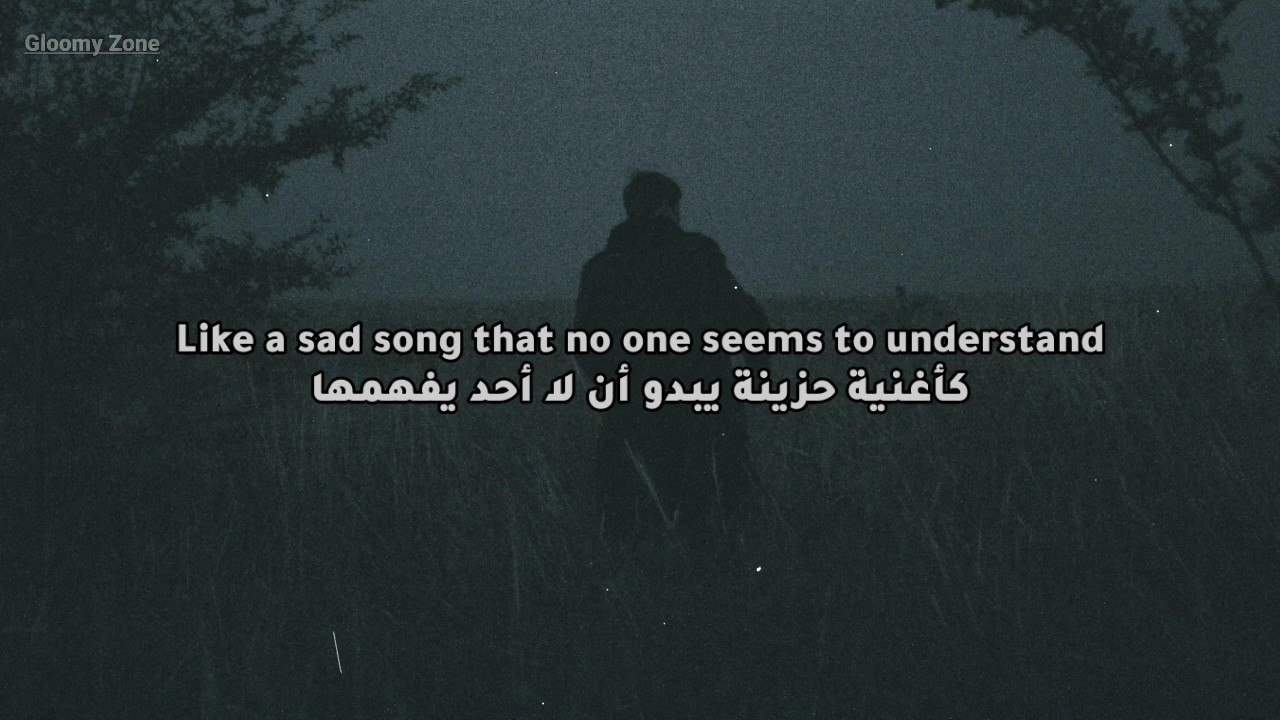 Gloomy Zone
Like a sad song that no one seems to understand
كأغنية حزينة يبدو أن لا أحد يفهمها